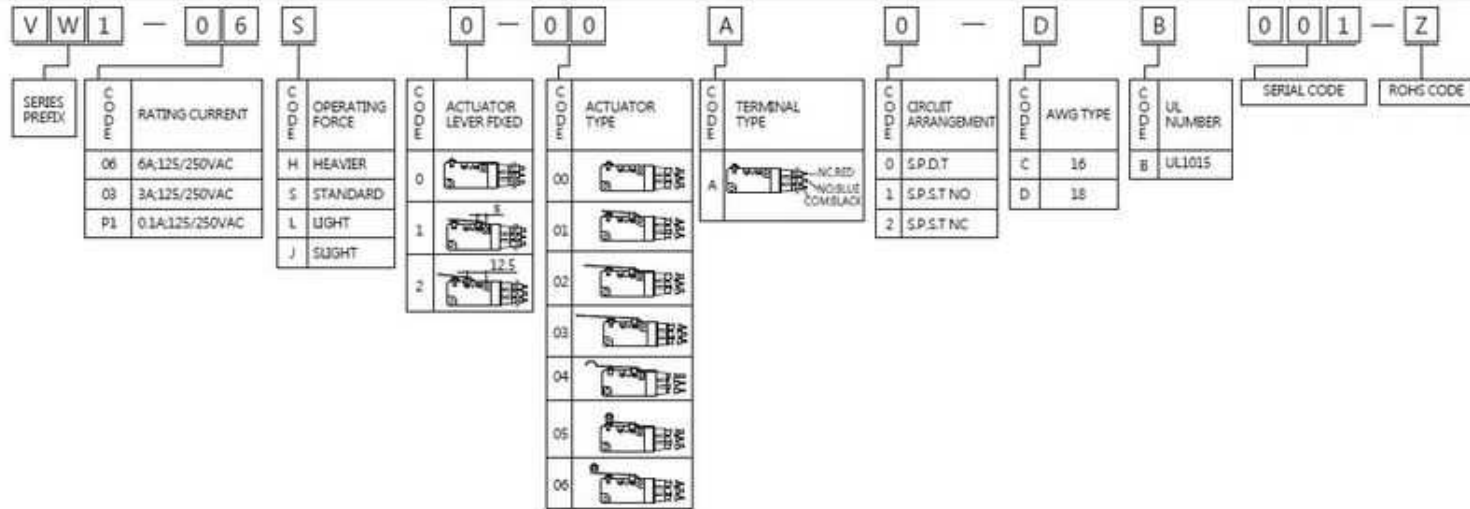 V W 1 — 0 6 S 0 — 0 0 A 0 — D B 0 0 1 — Z
SERIES
PREFIX
CODE RATING CURRENT
06 6A;125/250VAC
03 3A;125/250VAC
P1 0.1A;125/250VAC
CODE OPERATING
FORCE
H HEAVIER
S STANDARD
L LIGHT
J SLIGHT
CODE ACTUATOR
LEVER FIXED
0
1
2 12.5
CODE ACTUATOR
TYPE
00
01
02
03
04
05
06
CODE TERMINAL
TYPE
A
NC:RED
NO:BLUE
COM:BLACK
CODE CIRCUIT
ARRANGEMENT
0 S.P.D.T
1 S.P.S.T NO
2 S.P.S.T NC
CODE AWG TYPE
C 16
D 18
CODE UL
NUMBER
B UL1015
SERIAL CODE
ROHS CODE